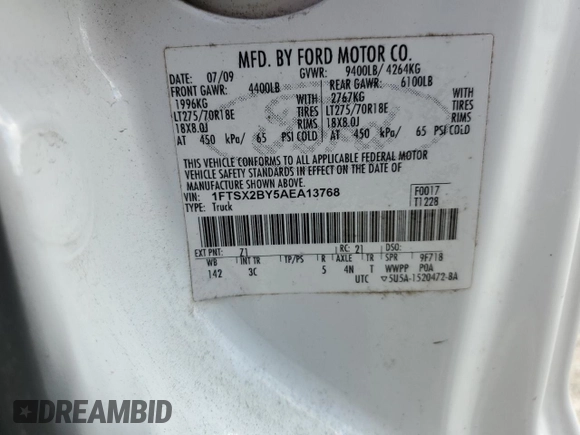 MFD. BY FORD MOTOR CO.
DATE: 07/09 GVWR: 9400LB/ 4264KG
FRONT GAWR: 4400LB REAR GAWR: 6100LB
1996KG WITH 2767KG WITH
LT275/70R18E TIRES LT275/70R18E TIRES
18X8.0J RIMS 18X8.0J RIMS
AT 450 kPa/ 65 PSI COLD AT 450 kPa/ 65 PSI COLD
THIS VEHICLE CONFORMS TO ALL APPLICABLE FEDERAL MOTOR
VEHICLE SAFETY STANDARDS IN EFFECT ON THE DATE OF
MANUFACTURE SHOWN ABOVE.
VIN: 1FTSX2BY5AEA13768 F0017
TYPE: Truck T1228
EXT PNT: Z1 RC: 21 DSO:
WB INT TR TP/PS R AXLE TR SPR 9F718
142 3C 5 4N T WWPP POA
UTC ▽5U5A-1520472-BA
DREAMBID